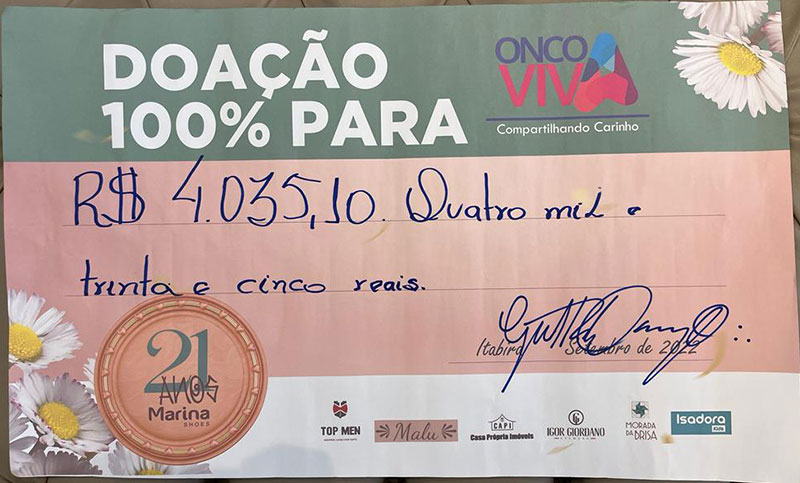 DOAÇÃO
100% PARA
ONCO
VIVA
Compartilhando Carinho
R$ 4.035,10. Quatro mil e
trinta e cinco reais.
Itabira Setembro de 2022
21
ANOS
Marina
SHOES
TOP MEN
Malu
CAPI
Casa Própria Imóveis
IGOR GIORDANO
MORADA
DA BRISA
Isadora